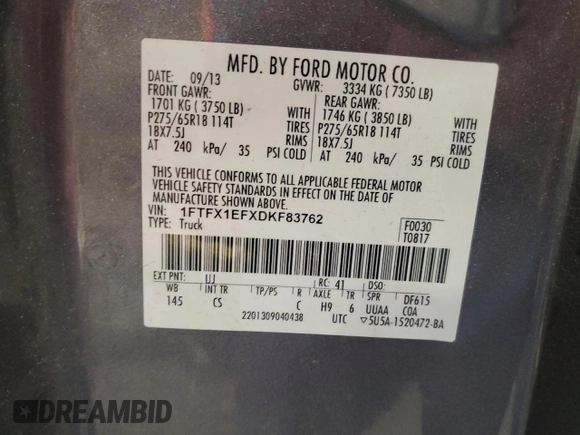 MFD. BY FORD MOTOR CO.
DATE: 09/13 GVWR: 3334 KG ( 7350 LB)
FRONT GAWR: REAR GAWR:
1701 KG ( 3750 LB) WITH 1746 KG ( 3850 LB) WITH
P275/65R18 114T TIRES P275/65R18 114T TIRES
18X7.5J RIMS 18X7.5J RIMS
AT 240 kPa/ 35 PSI COLD AT 240 kPa/ 35 PSI COLD
THIS VEHICLE CONFORMS TO ALL APPLICABLE FEDERAL MOTOR
VEHICLE SAFETY STANDARDS IN EFFECT ON THE DATE OF
MANUFACTURE SHOWN ABOVE.
VIN: 1FTFX1EFXDKF83762 F0030
TYPE: Truck T0817
EXT PNT: UJ RC: 41 DSO:
WB INT TR TP/PS R AXLE TR SPR DF615
145 CS C H9 6 UUAA COA
2201309040438 UTC ▽5U5A-1520472-BA
DREAMBID